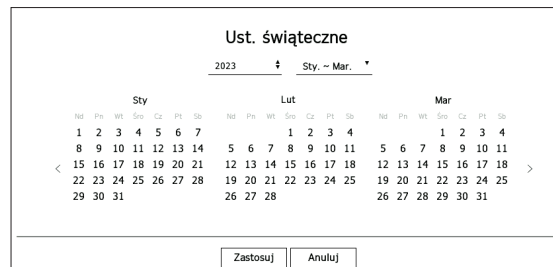 Ust. świąteczne
2023 Sty. ~ Mar.
Sty Lut Mar
Nd Pn Wt Śro Cz Pt Sb Nd Pn Wt Śro Cz Pt Sb Nd Pn Wt Śro Cz Pt Sb
1 2 3 4 5 6 7 1 2 3 4 1 2 3 4
8 9 10 11 12 13 14 5 6 7 8 9 10 11 5 6 7 8 9 10 11
15 16 17 18 19 20 21 12 13 14 15 16 17 18 12 13 14 15 16 17 18
22 23 24 25 26 27 28 19 20 21 22 23 24 25 19 20 21 22 23 24 25
29 30 31 26 27 28 26 27 28 29 30 31
Zastosuj Anuluj